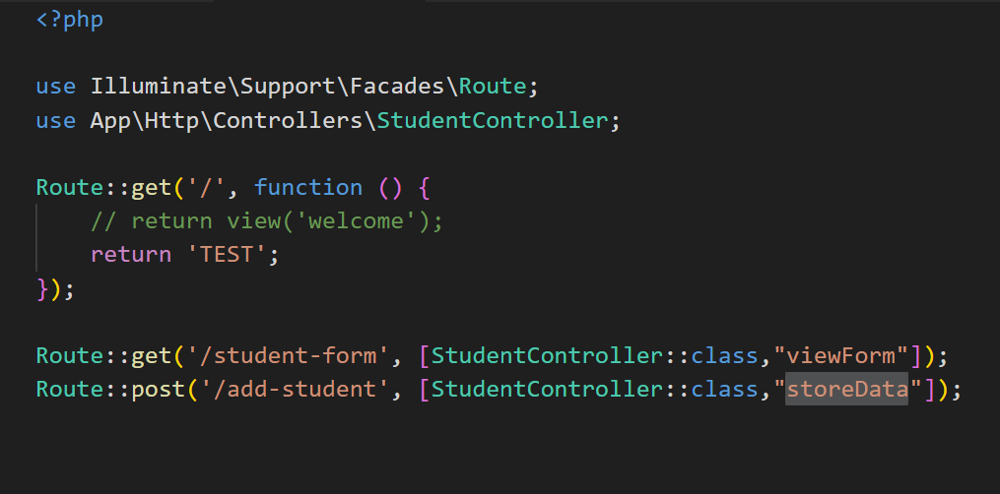 <?php
use Illuminate\Support\Facades\Route;
use App\Http\Controllers\StudentController;
Route::get('/', function () {
    // return view('welcome');
    return 'TEST';
});
Route::get('/student-form', [StudentController::class,"viewForm"]);
Route::post('/add-student', [StudentController::class,"storeData"]);